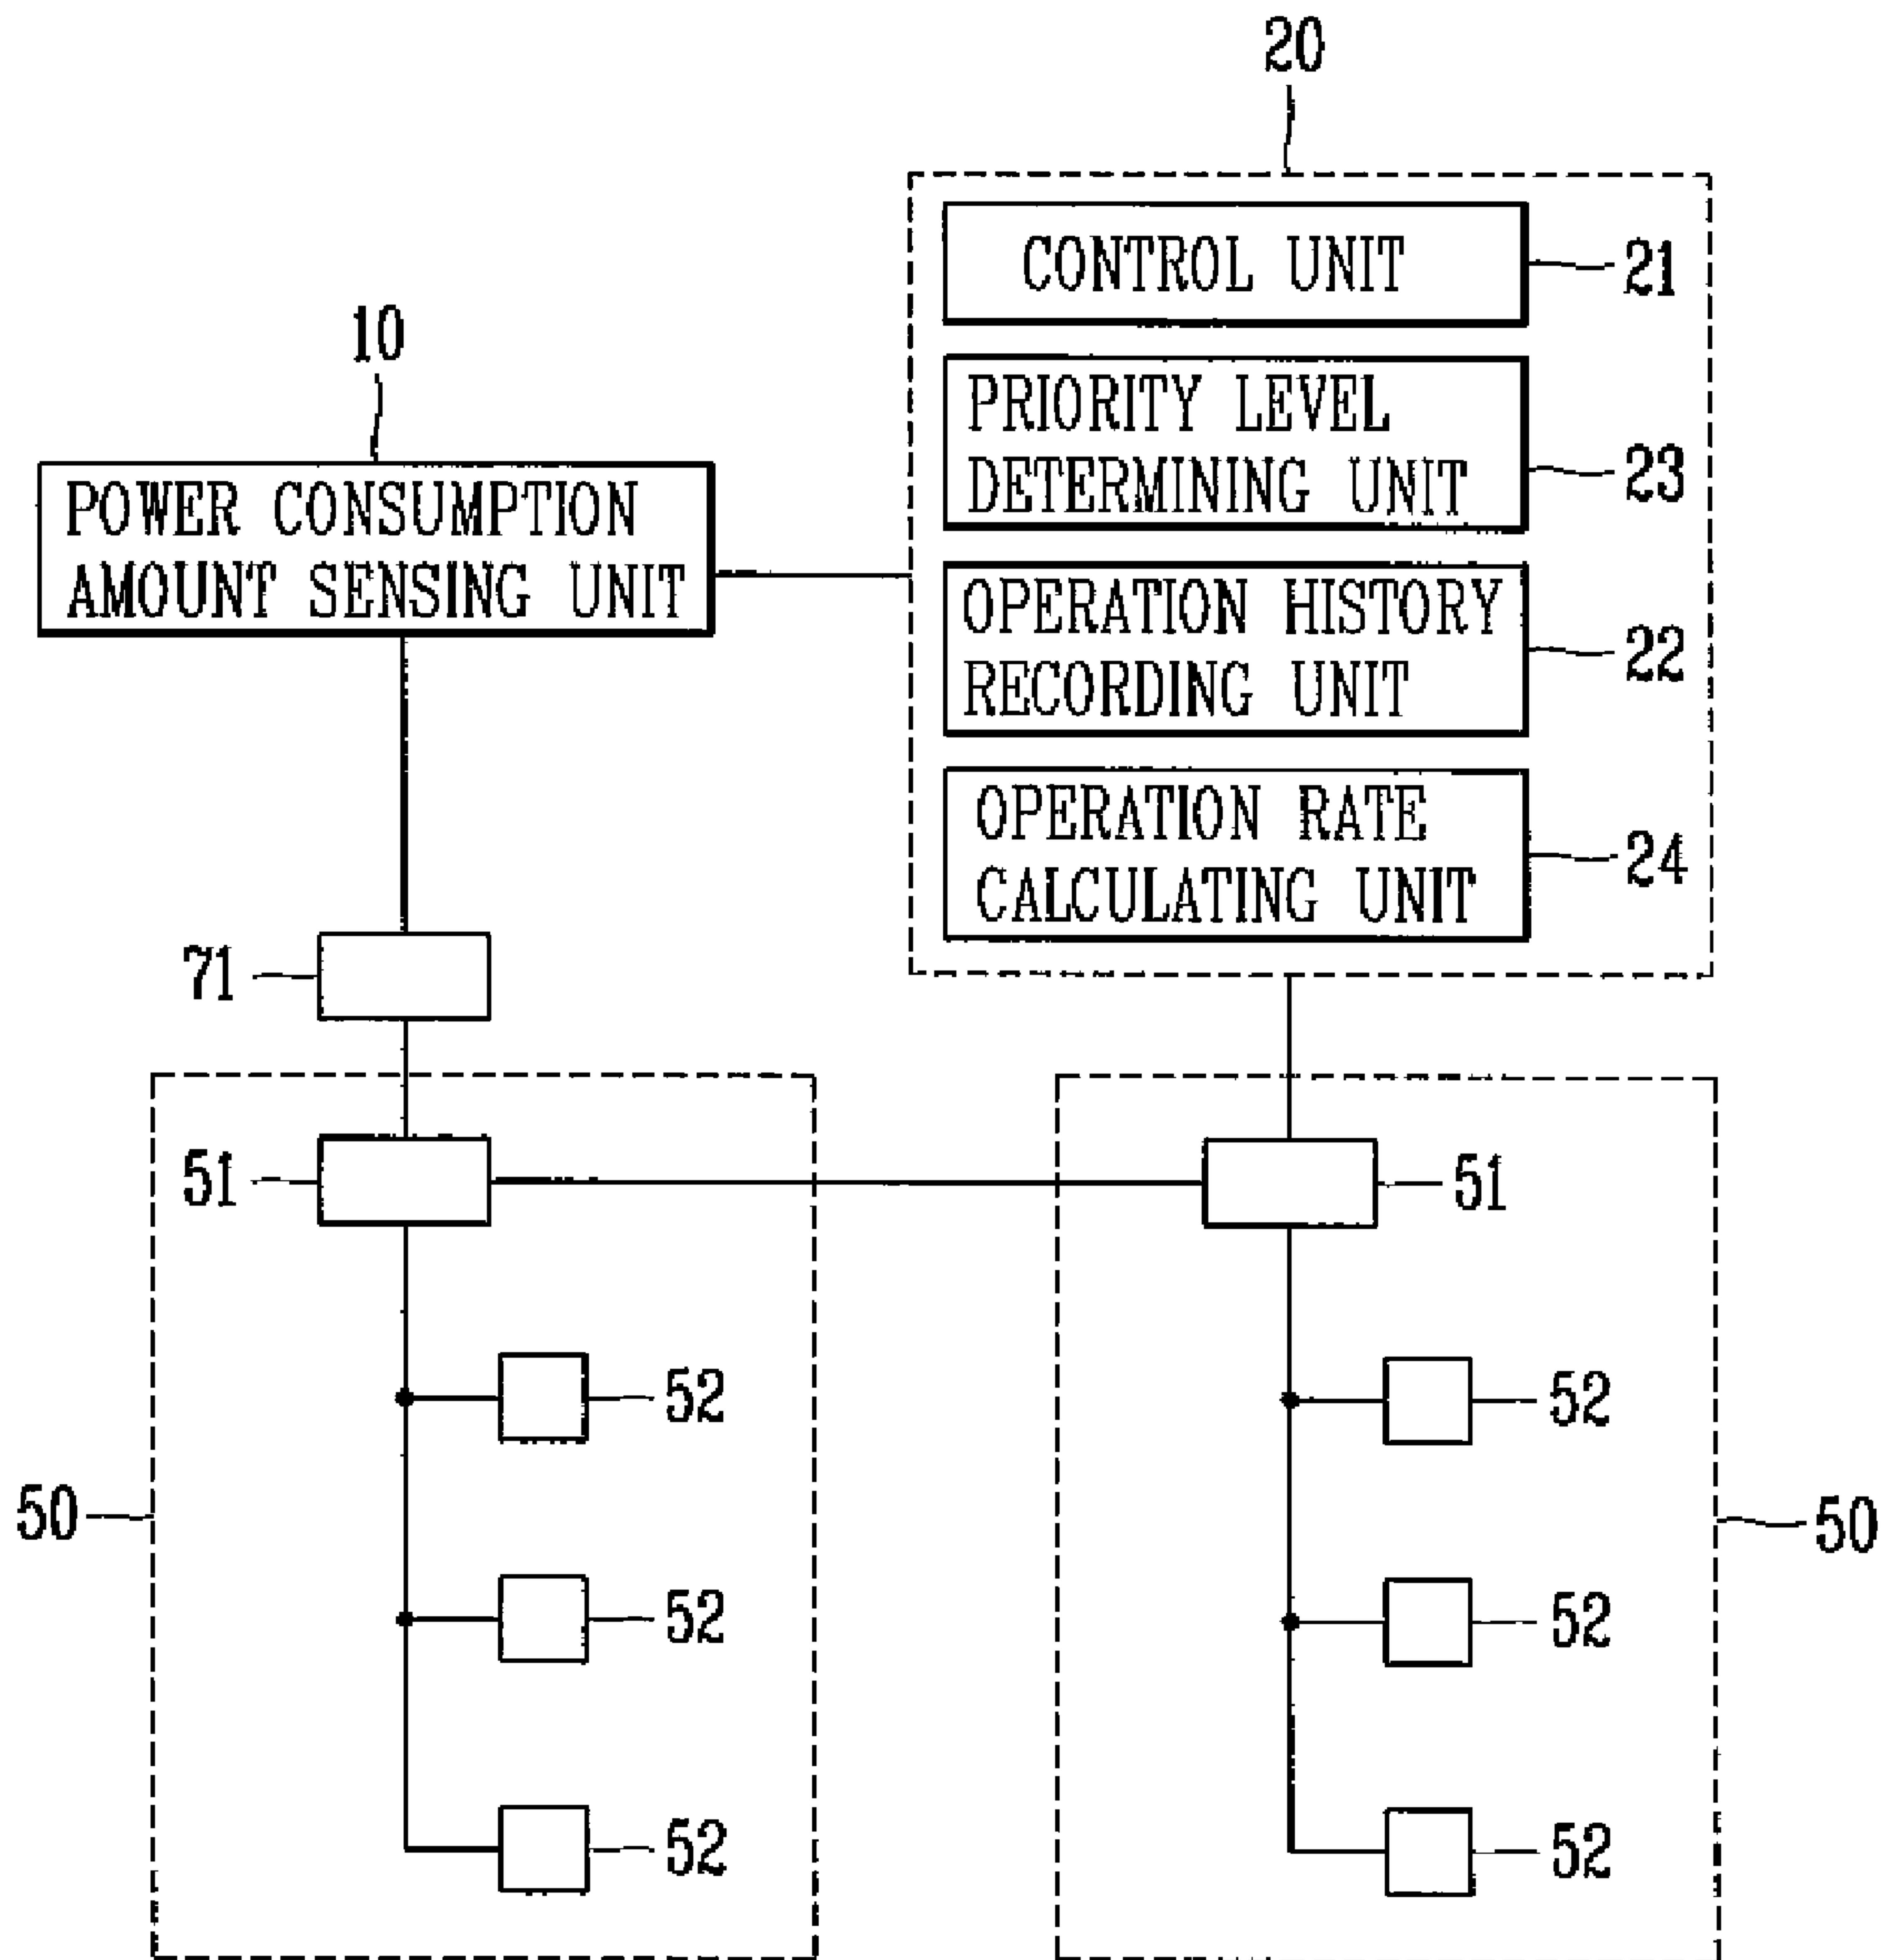 20
CONTROL UNIT
21
10
PRIORITY LEVEL
DETERMINING UNIT
23
POWER CONSUMPTION
AMOUNT SENSING UNIT
OPERATION HISTORY
RECORDING UNIT
22
OPERATION RATE
CALCULATING UNIT
24
71
51
51
52
52
50
50
52
52
52
52